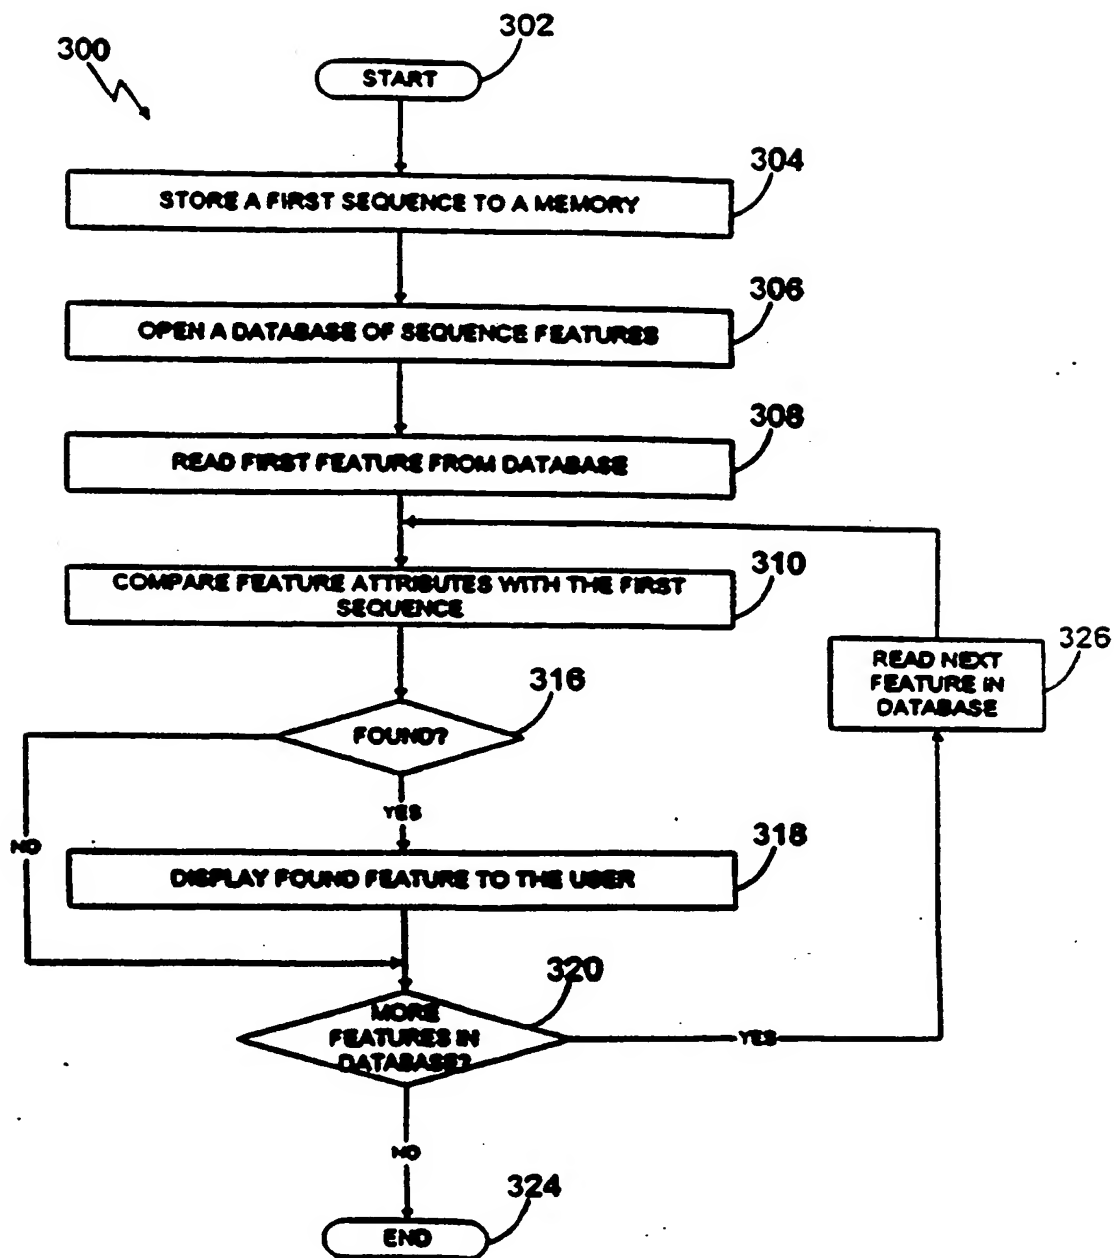 302
300
START
304
STORE A FIRST SEQUENCE TO A MEMORY
306
OPEN A DATABASE OF SEQUENCE FEATURES
308
READ FIRST FEATURE FROM DATABASE
310
COMPARE FEATURE ATTRIBUTES WITH THE FIRST
SEQUENCE
326
READ NEXT
FEATURE IN
DATABASE
316
FOUND?
YES
NO
318
DISPLAY FOUND FEATURE TO THE USER
320
MORE
FEATURES IN
DATABASE?
YES
NO
324
END